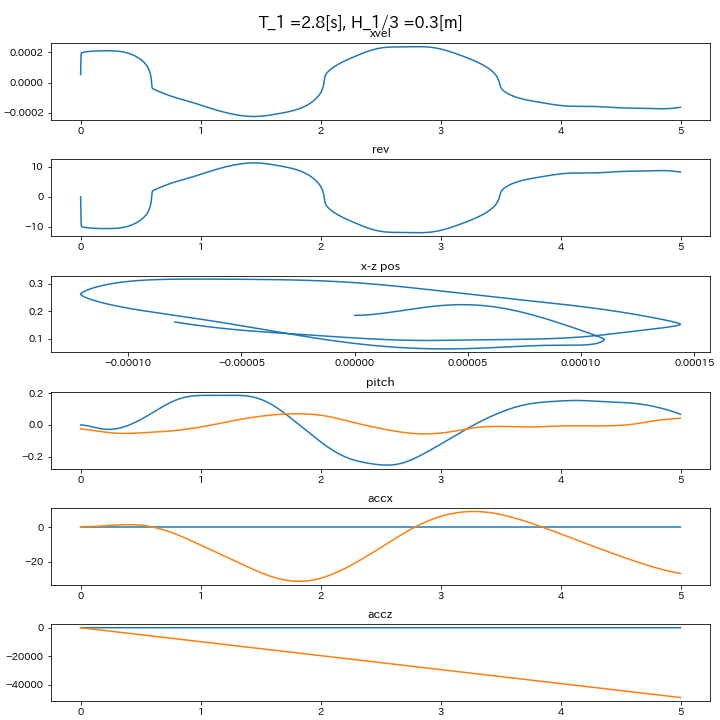 T_1 =2.8[s], H_1/3 =0.3[m]
xvel
0.0002
0.0000
−0.0002
0 1 2 3 4 5
rev
10
0
−10
0 1 2 3 4 5
x-z pos
0.3
0.2
0.1
−0.00010 −0.00005 0.00000 0.00005 0.00010 0.00015
pitch
0.2
0.0
−0.2
0 1 2 3 4 5
accx
0
−20
0 1 2 3 4 5
accz
0
−20000
−40000
0 1 2 3 4 5